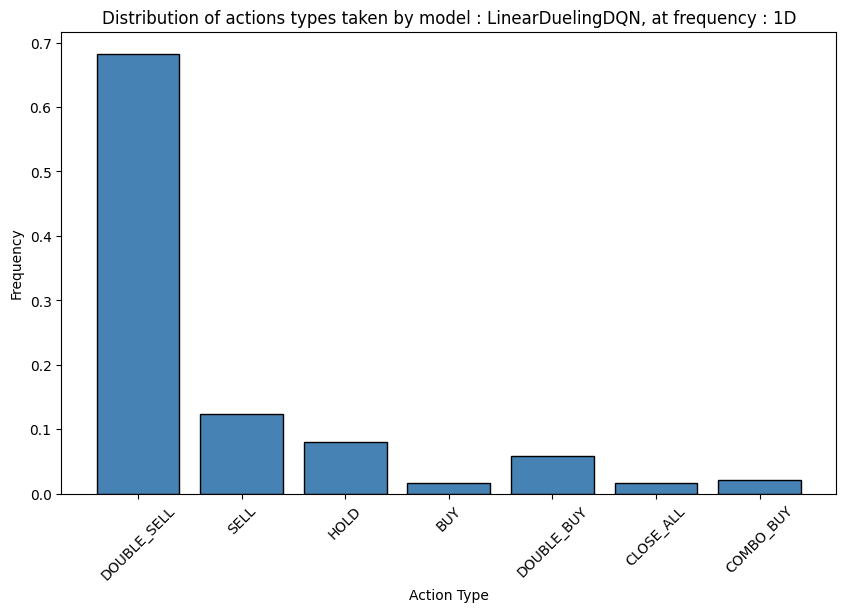 Distribution of actions types taken by model : LinearDuelingDQN, at frequency : 1D
0.7
0.6
0.5
0.4
0.3
0.2
0.1
0.0
Frequency
DOUBLE_SELL
SELL
HOLD
BUY
DOUBLE_BUY
CLOSE_ALL
COMBO_BUY
Action Type